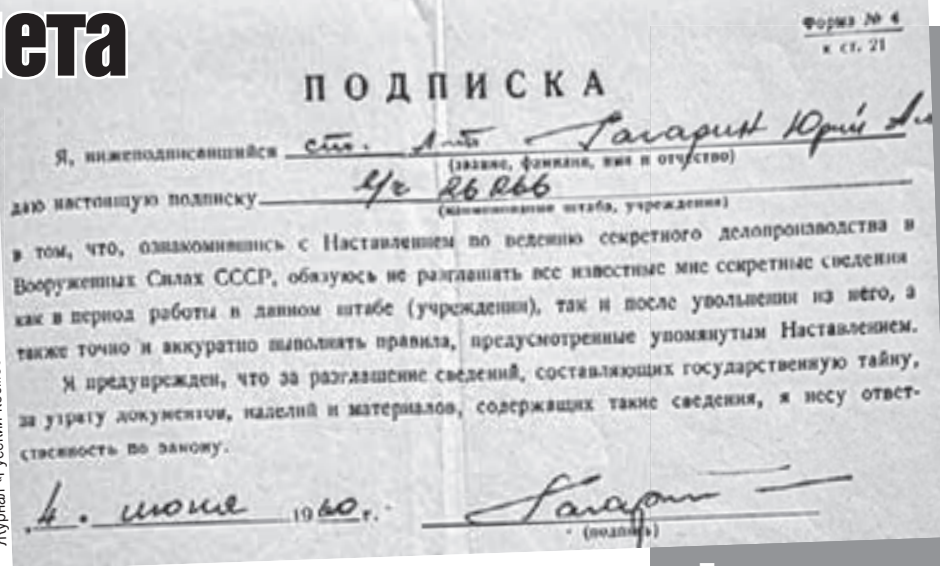 ета
Форма № 4
к ст. 21
ПОДПИСКА
Я, нижеподписавшийся ст. Л-т Гагарин Юрий Ал
(звание, фамилия, имя и отчество)
даю настоящую подписку в/ч 26266
(наименование штаба, учреждения)
в том, что, ознакомившись с Наставлением по ведению секретного делопроизводства в
Вооруженных Силах СССР, обязуюсь не разглашать все известные мне секретные сведения
как в период работы в данном штабе (учреждении), так и после увольнения из него, а
также точно и аккуратно выполнять правила, предусмотренные упомянутым Наставлением.
Я предупрежден, что за разглашение сведений, составляющих государственную тайну,
за утрату документов, изделий и материалов, содержащих такие сведения, я несу ответ-
ственность по закону.
4. июня 1960 г. Гагарин
(подпись)
Журнал «Русский